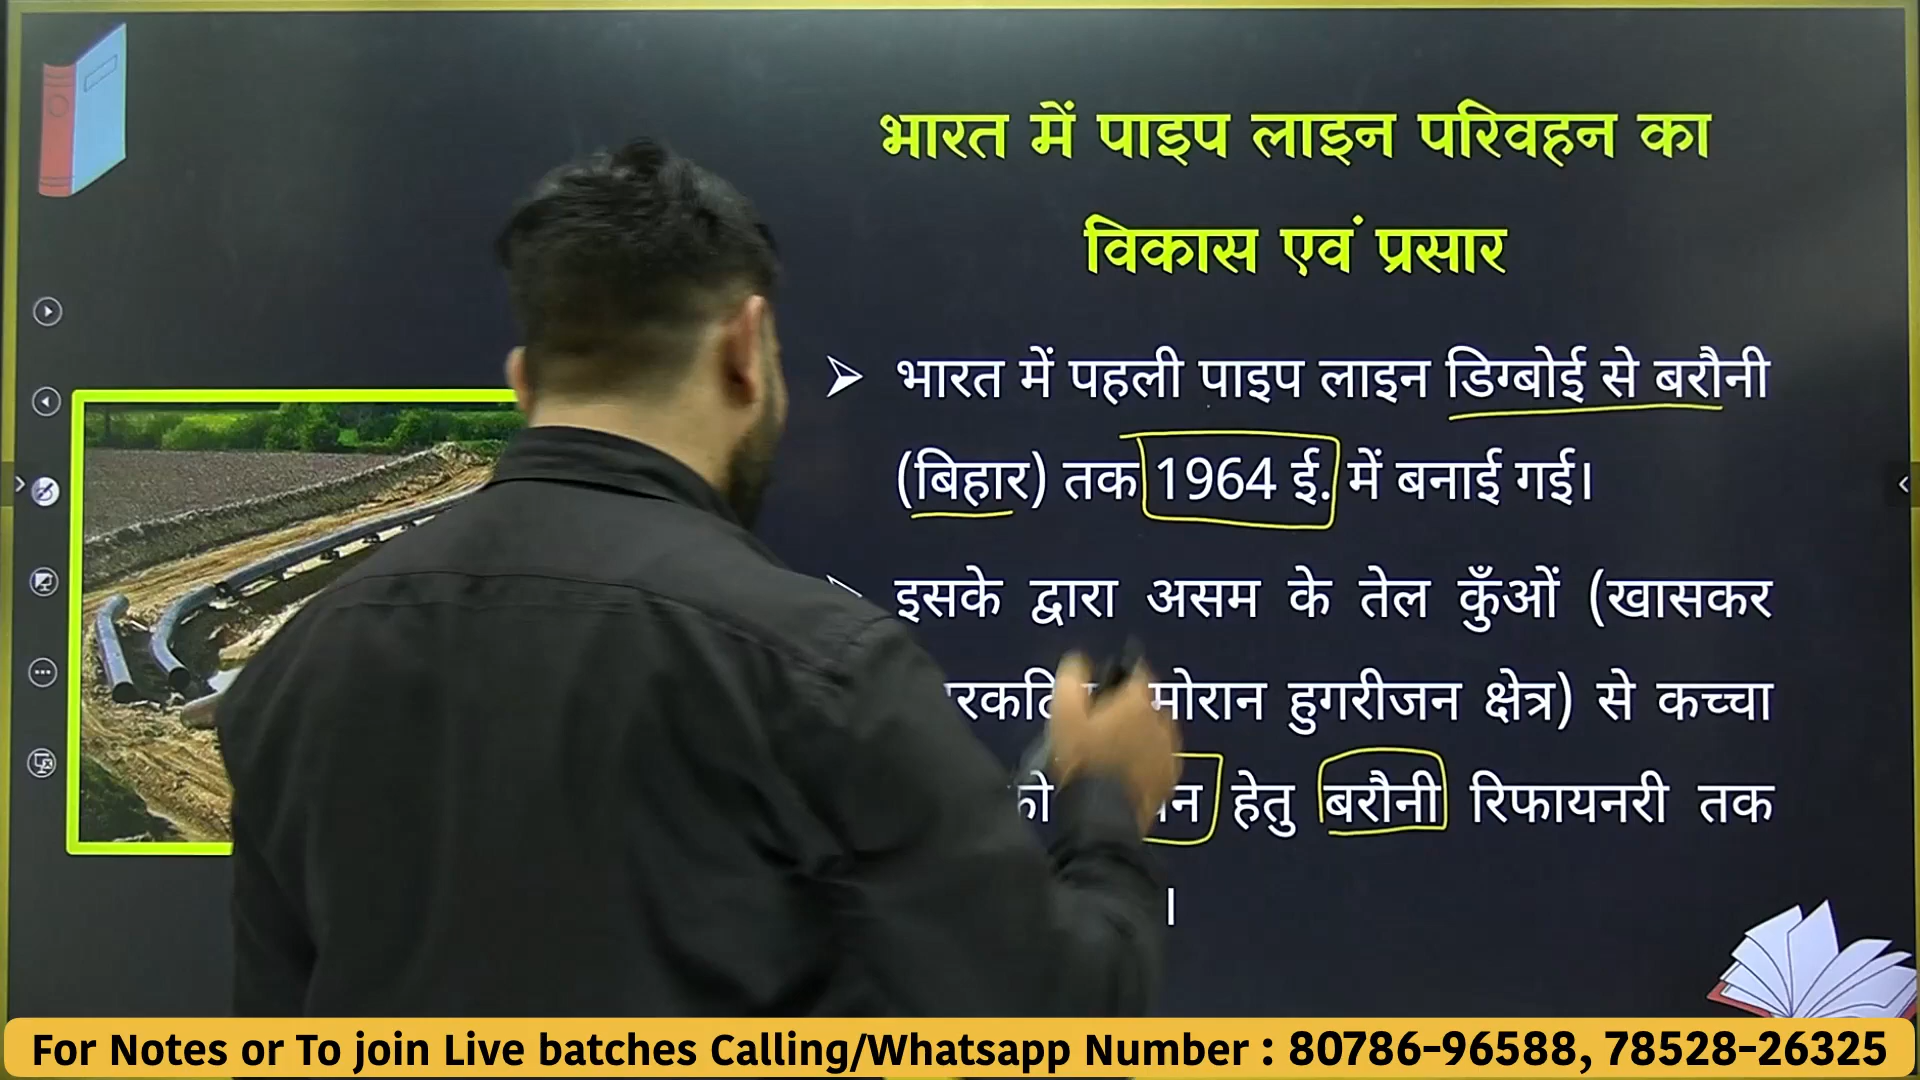 भारत में पाइप लाइन परिवहन का
विकास एवं प्रसार
भारत में पहली पाइप लाइन डिग्बोई से बरौनी
(बिहार) तक 1964 ई. में बनाई गई।
इसके द्वारा असम के तेल कुँओं (खासकर
मोरान हुगरीजन क्षेत्र) से कच्चा
हेतु बरौनी रिफायनरी तक
।
For Notes or To join Live batches Calling/Whatsapp Number : 80786-96588, 78528-26325